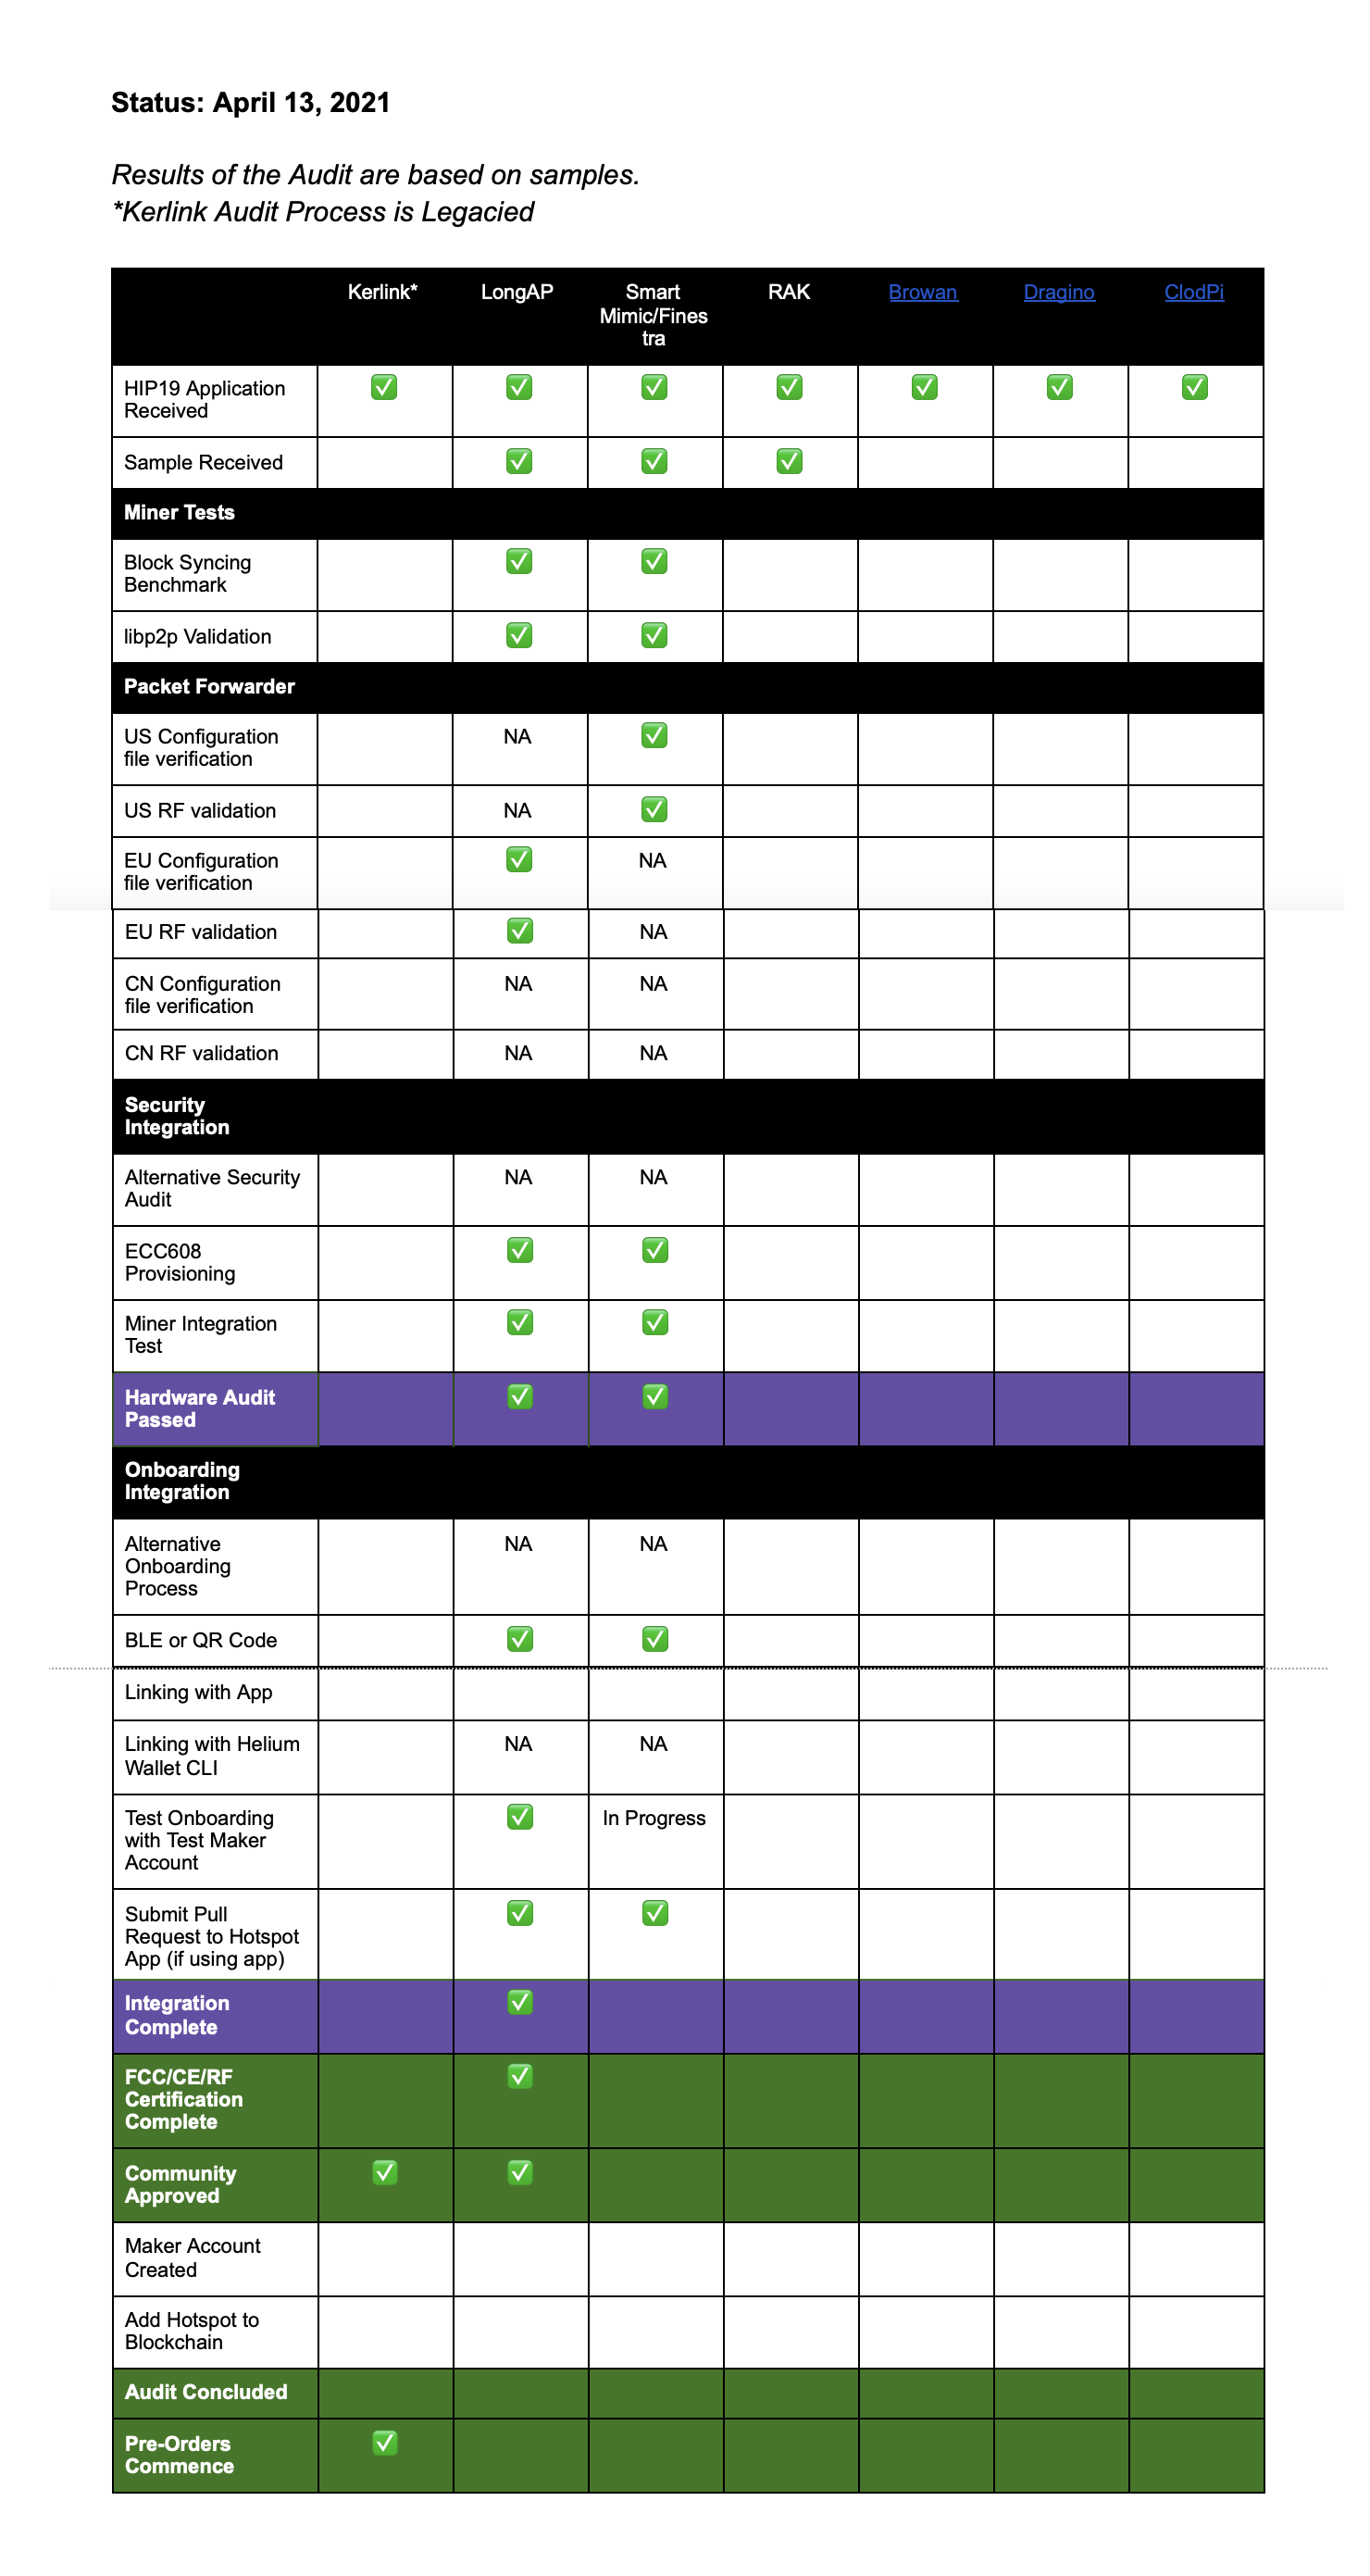 Status: April 13, 2021
Results of the Audit are based on samples.
*Kerlink Audit Process is Legacied
Kerlink* LongAP Smart RAK Browan Dragino ClodPi
Mimic/Fines
tra
HIP19 Application ✅ ✅ ✅ ✅ ✅ ✅ ✅
Received
Sample Received ✅ ✅ ✅
Miner Tests
Block Syncing ✅ ✅
Benchmark
libp2p Validation ✅ ✅
Packet Forwarder
US Configuration NA ✅
file verification
US RF validation NA ✅
EU Configuration ✅ NA
file verification
EU RF validation ✅ NA
CN Configuration NA NA
file verification
CN RF validation NA NA
Security
Integration
Alternative Security NA NA
Audit
ECC608 ✅ ✅
Provisioning
Miner Integration ✅ ✅
Test
Hardware Audit ✅ ✅
Passed
Onboarding
Integration
Alternative NA NA
Onboarding
Process
BLE or QR Code ✅ ✅
Linking with App
Linking with Helium NA NA
Wallet CLI
Test Onboarding ✅ In Progress
with Test Maker
Account
Submit Pull ✅ ✅
Request to Hotspot
App (if using app)
Integration ✅
Complete
FCC/CE/RF ✅
Certification
Complete
Community ✅ ✅
Approved
Maker Account
Created
Add Hotspot to
Blockchain
Audit Concluded
Pre-Orders ✅
Commence